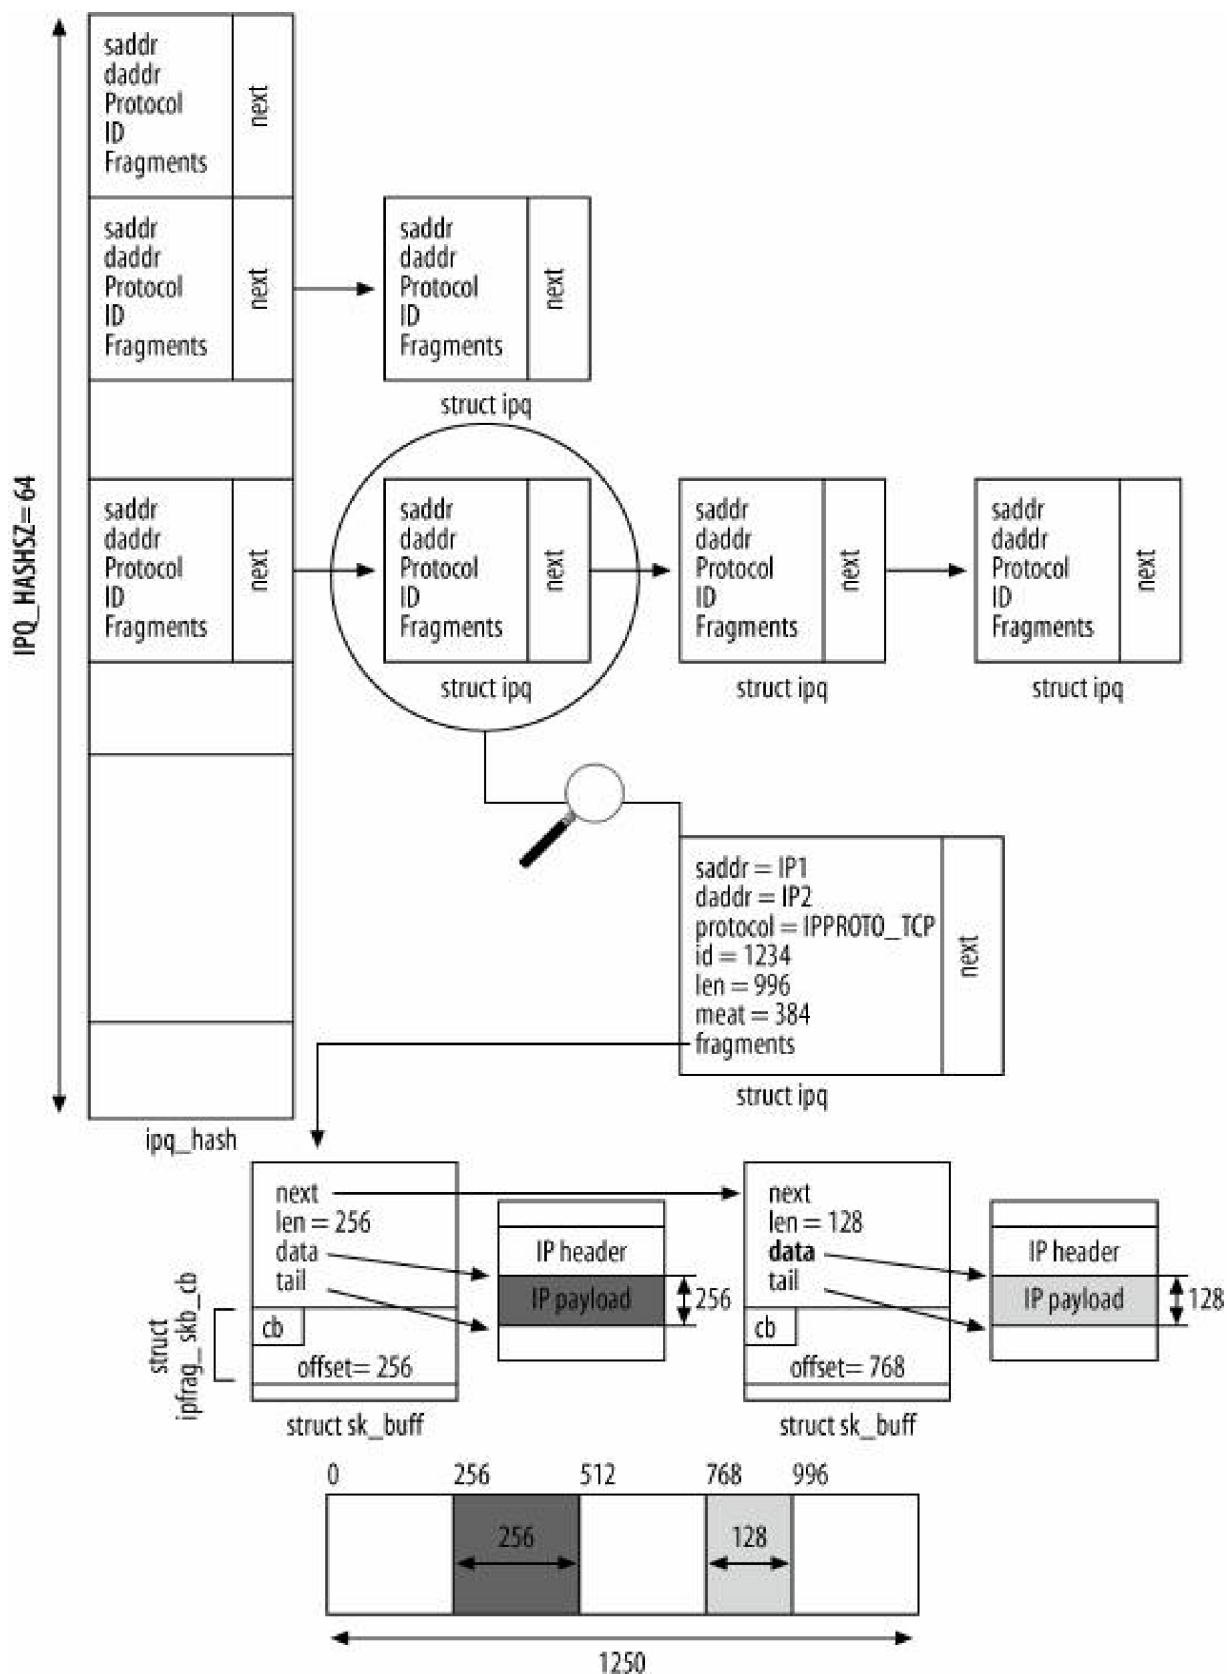 saddr
daddr
Protocol
ID
Fragments
next
saddr
daddr
Protocol
ID
Fragments
next
saddr
daddr
Protocol
ID
Fragments
next
struct ipq
IPQ_HASHSZ= 64
saddr
daddr
Protocol
ID
Fragments
next
saddr
daddr
Protocol
ID
Fragments
next
struct ipq
saddr
daddr
Protocol
ID
Fragments
next
struct ipq
saddr
daddr
Protocol
ID
Fragments
next
struct ipq
saddr = IP1
daddr = IP2
protocol = IPPROTO_TCP
id = 1234
len = 996
meat = 384
fragments
next
struct ipq
ipq_hash
next
len = 256
data
tail
cb
offset= 256
struct sk_buff
struct
ipfrag_skb_cb
IP header
IP payload
256
next
len = 128
data
tail
cb
offset= 768
struct sk_buff
IP header
IP payload
128
0 256 512 768 996
256 128
1250